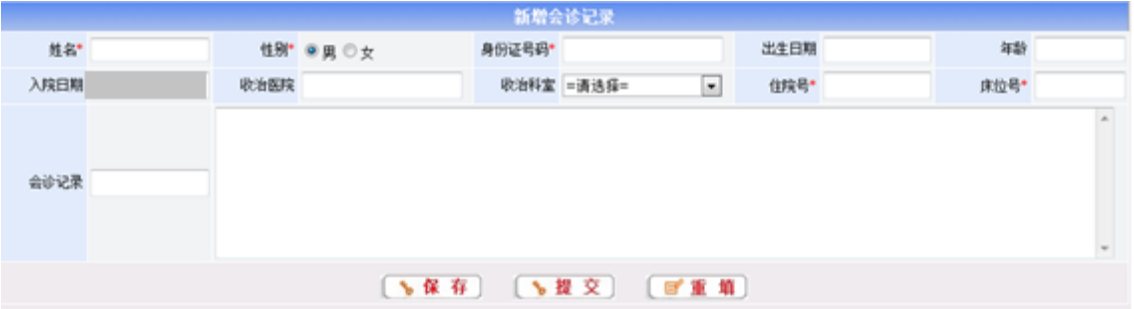 新增会诊记录
姓名* 性别* 男 女 身份证号码* 出生日期 年龄
入院日期 收治医院 收治科室 =请选择= 住院号* 床位号*
会诊记录
保存 提交 重填